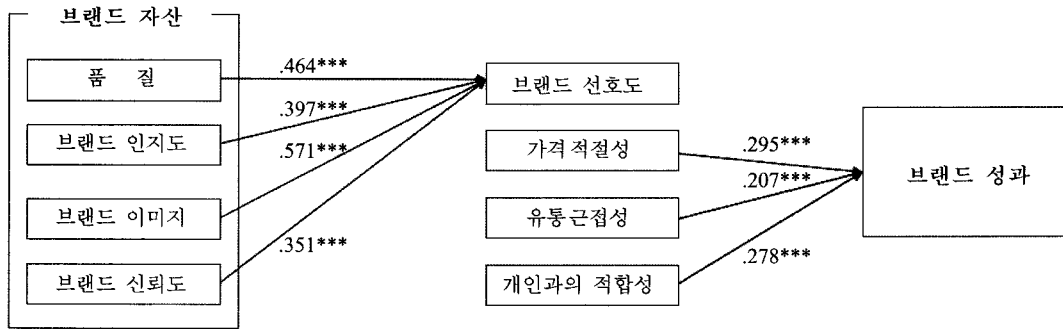 브랜드 자산
품 질
브랜드 인지도
브랜드 이미지
브랜드 신뢰도
.464***
.397***
.571***
.351***
브랜드 선호도
가격적절성
유통근접성
개인과의 적합성
.295***
.207***
.278***
브랜드 성과